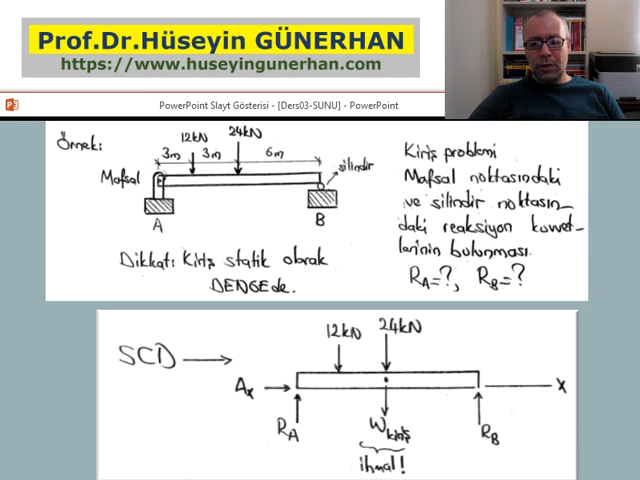 Prof.Dr.Hüseyin GÜNERHAN
https://www.huseyingunerhan.com
PowerPoint Slayt Gösterisi - [Ders03-SUNU] - PowerPoint
Örnek:
12kN
24kN
3m
3m
6m
silindir
Mafsal
A
B
Dikkat: Kiriş statik olarak
DENGEde.
Kiriş problemi
Mafsal noktasındaki
ve silindir noktasın-
daki reaksiyon kuvvet-
lerinin bulunması.
RA=?, RB=?
SCD
12kN
24kN
Ax
X
RA
Wkiriş
RB
ihmal!